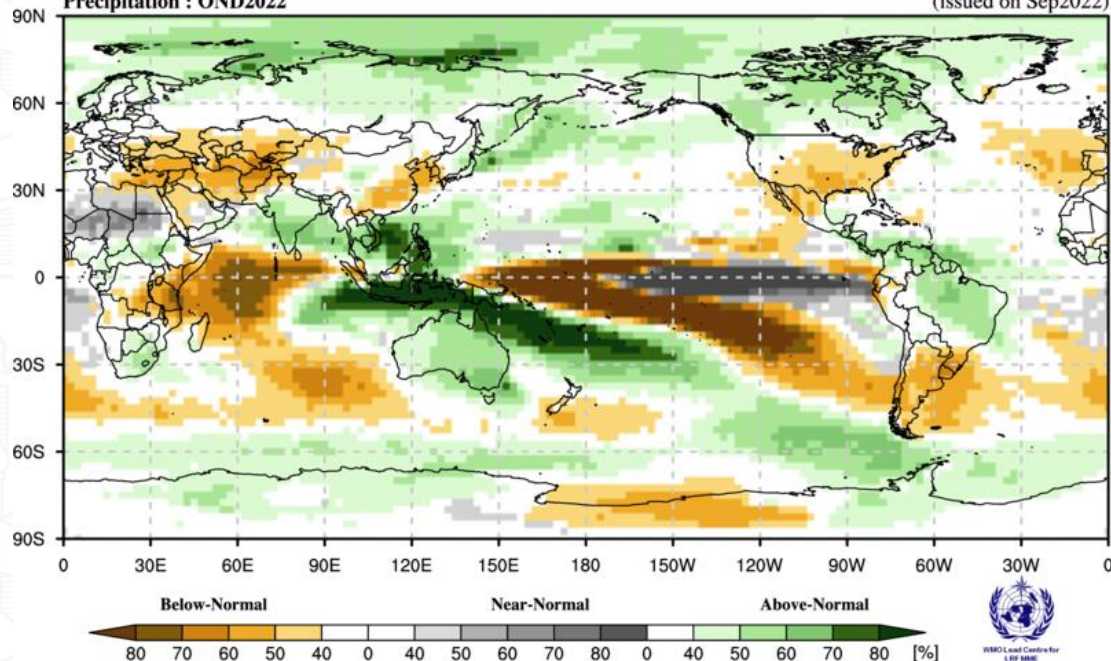 Precipitation : OND2022
(issued on Sep2022)
90N
60N
30N
0
30S
60S
90S
0 30E 60E 90E 120E 150E 180 150W 120W 90W 60W 30W 0
Below-Normal Near-Normal Above-Normal
80 70 60 50 40 0 40 50 60 70 80 0 40 50 60 70 80 [%]
WMO Lead Centre for
LRF MME